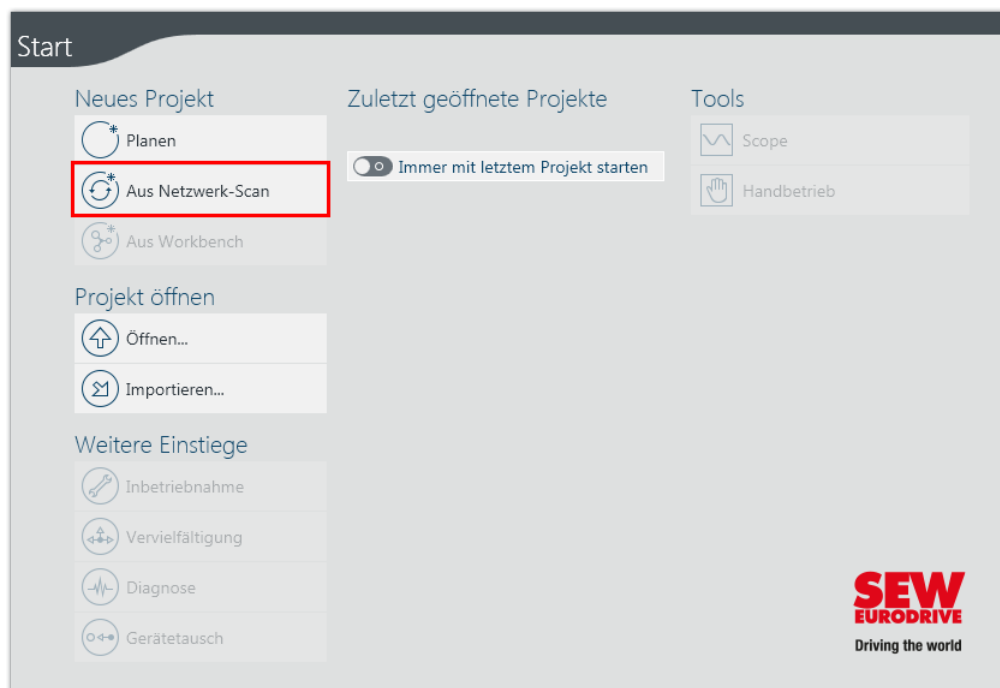 Start
Neues Projekt
Planen
Aus Netzwerk-Scan
Aus Workbench
Projekt öffnen
Öffnen...
Importieren...
Weitere Einstiege
Inbetriebnahme
Vervielfältigung
Diagnose
Gerätetausch
Zuletzt geöffnete Projekte
Immer mit letztem Projekt starten
Tools
Scope
Handbetrieb
SEW
EURODRIVE
Driving the world